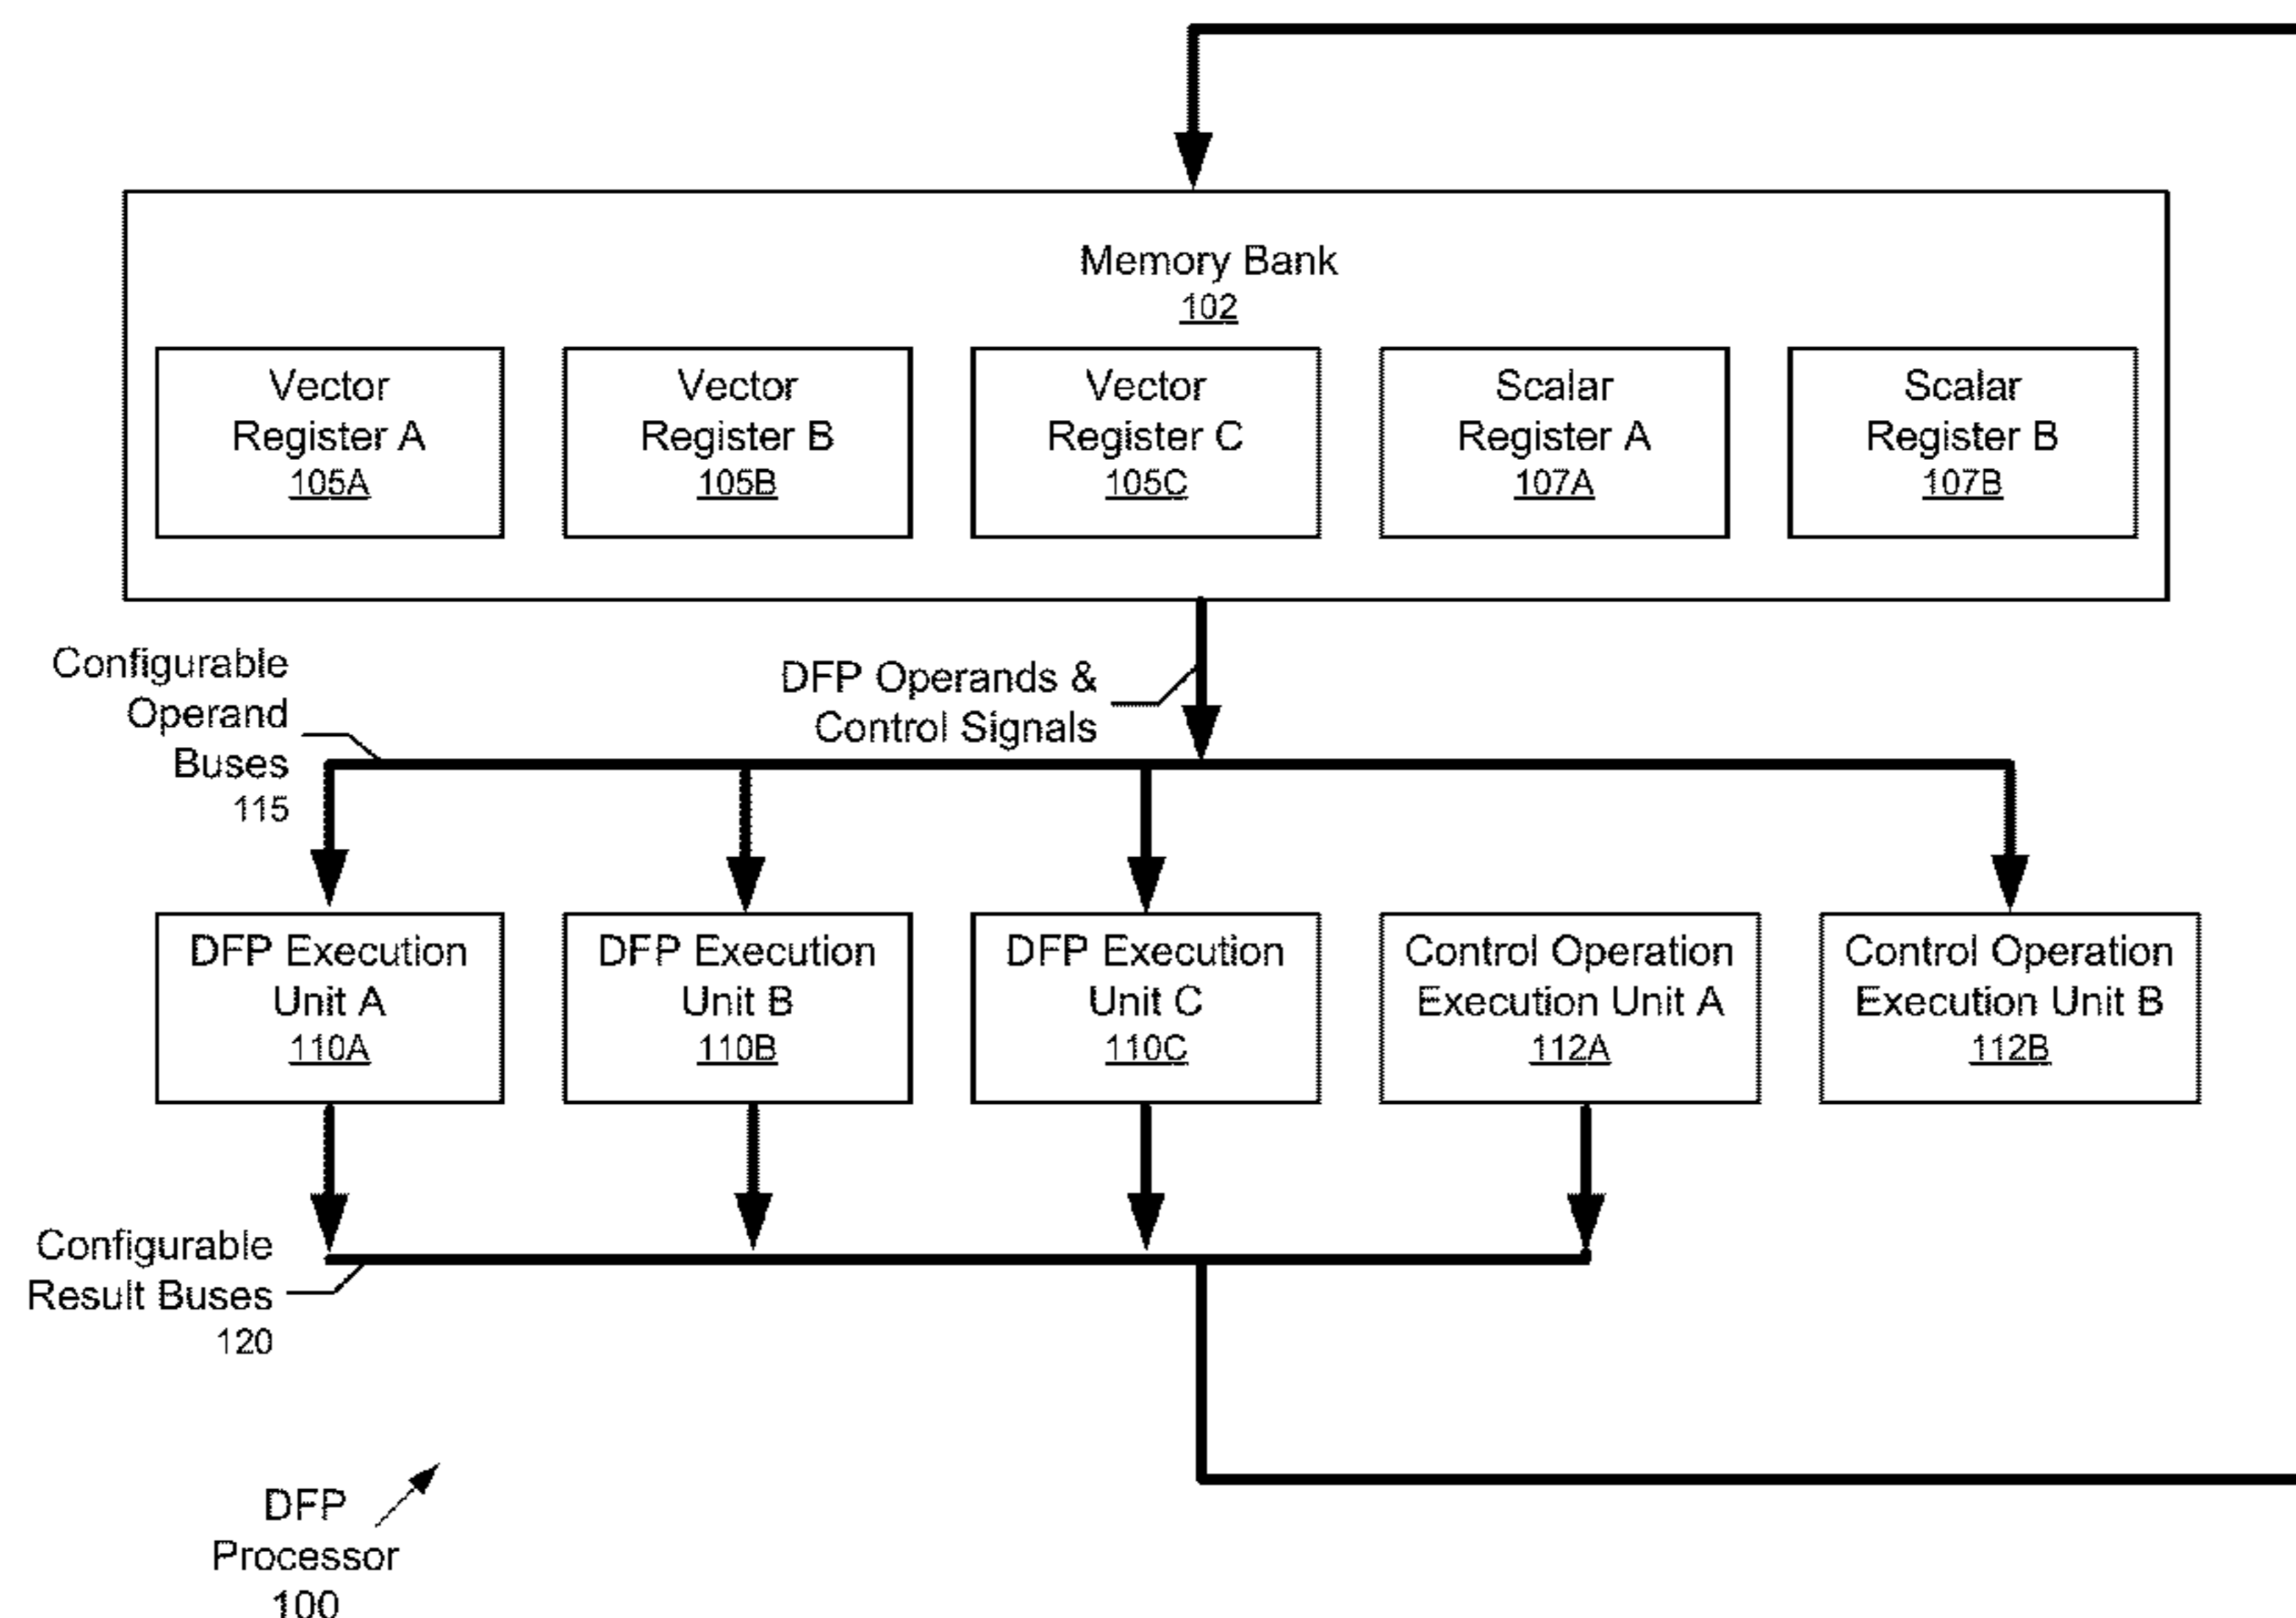 Memory Bank
102
Vector
Register A
105A
Vector
Register B
105B
Vector
Register C
105C
Scalar
Register A
107A
Scalar
Register B
107B
Configurable
Operand
Buses
115
DFP Operands &
Control Signals
DFP Execution
Unit A
110A
DFP Execution
Unit B
110B
DFP Execution
Unit C
110C
Control Operation
Execution Unit A
112A
Control Operation
Execution Unit B
112B
Configurable
Result Buses
120
DFP
Processor
100